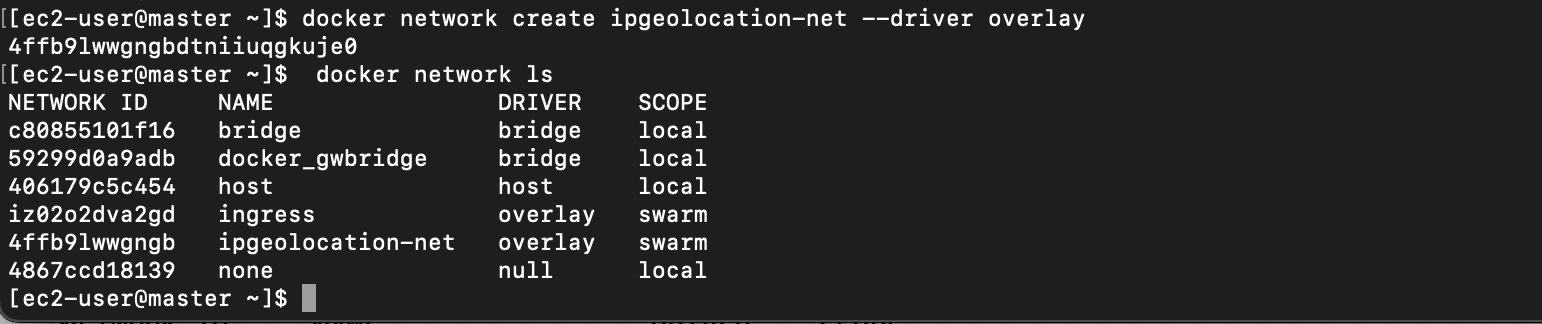 [[ec2-user@master ~]$ docker network create ipgeolocation-net --driver overlay
4ffb9lwwgngbdtniiuqgkuje0
[[ec2-user@master ~]$  docker network ls
NETWORK ID     NAME                DRIVER    SCOPE
c80855101f16   bridge              bridge    local
59299d0a9adb   docker_gwbridge     bridge    local
406179c5c454   host                host      local
iz02o2dva2gd   ingress             overlay   swarm
4ffb9lwwgngb   ipgeolocation-net   overlay   swarm
4867ccd18139   none                null      local
[ec2-user@master ~]$